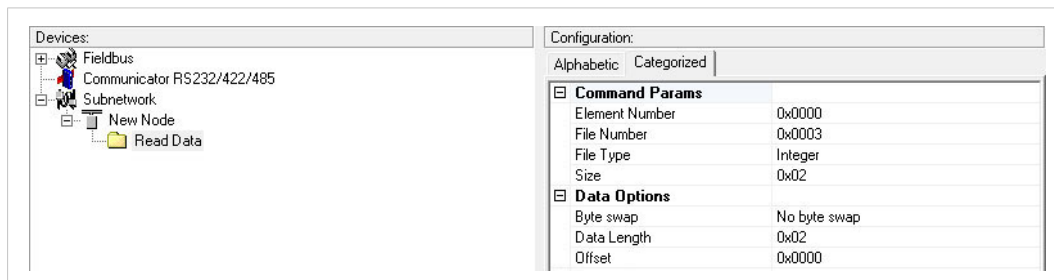 Devices:
Fieldbus
Communicator RS232/422/485
Subnetwork
New Node
Read Data
Configuration:
Alphabetic Categorized
Command Params
Element Number 0x0000
File Number 0x0003
File Type Integer
Size 0x02
Data Options
Byte swap No byte swap
Data Length 0x02
Offset 0x0000